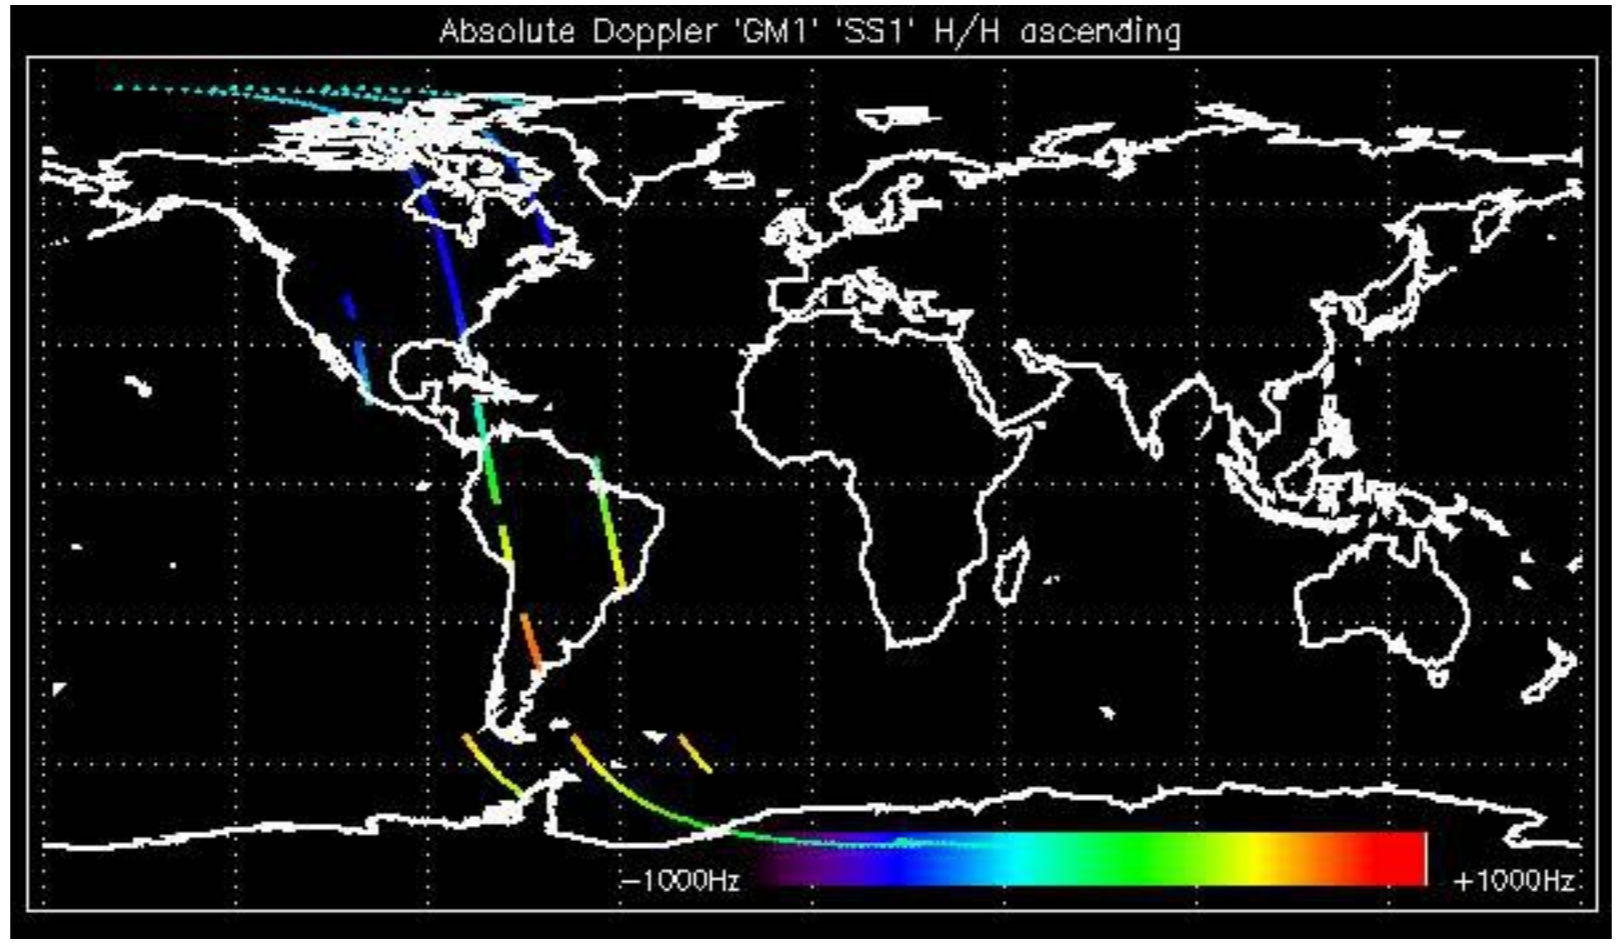 Absolute Doppler 'GM1' 'SS1' H/H ascending
−1000Hz +1000Hz